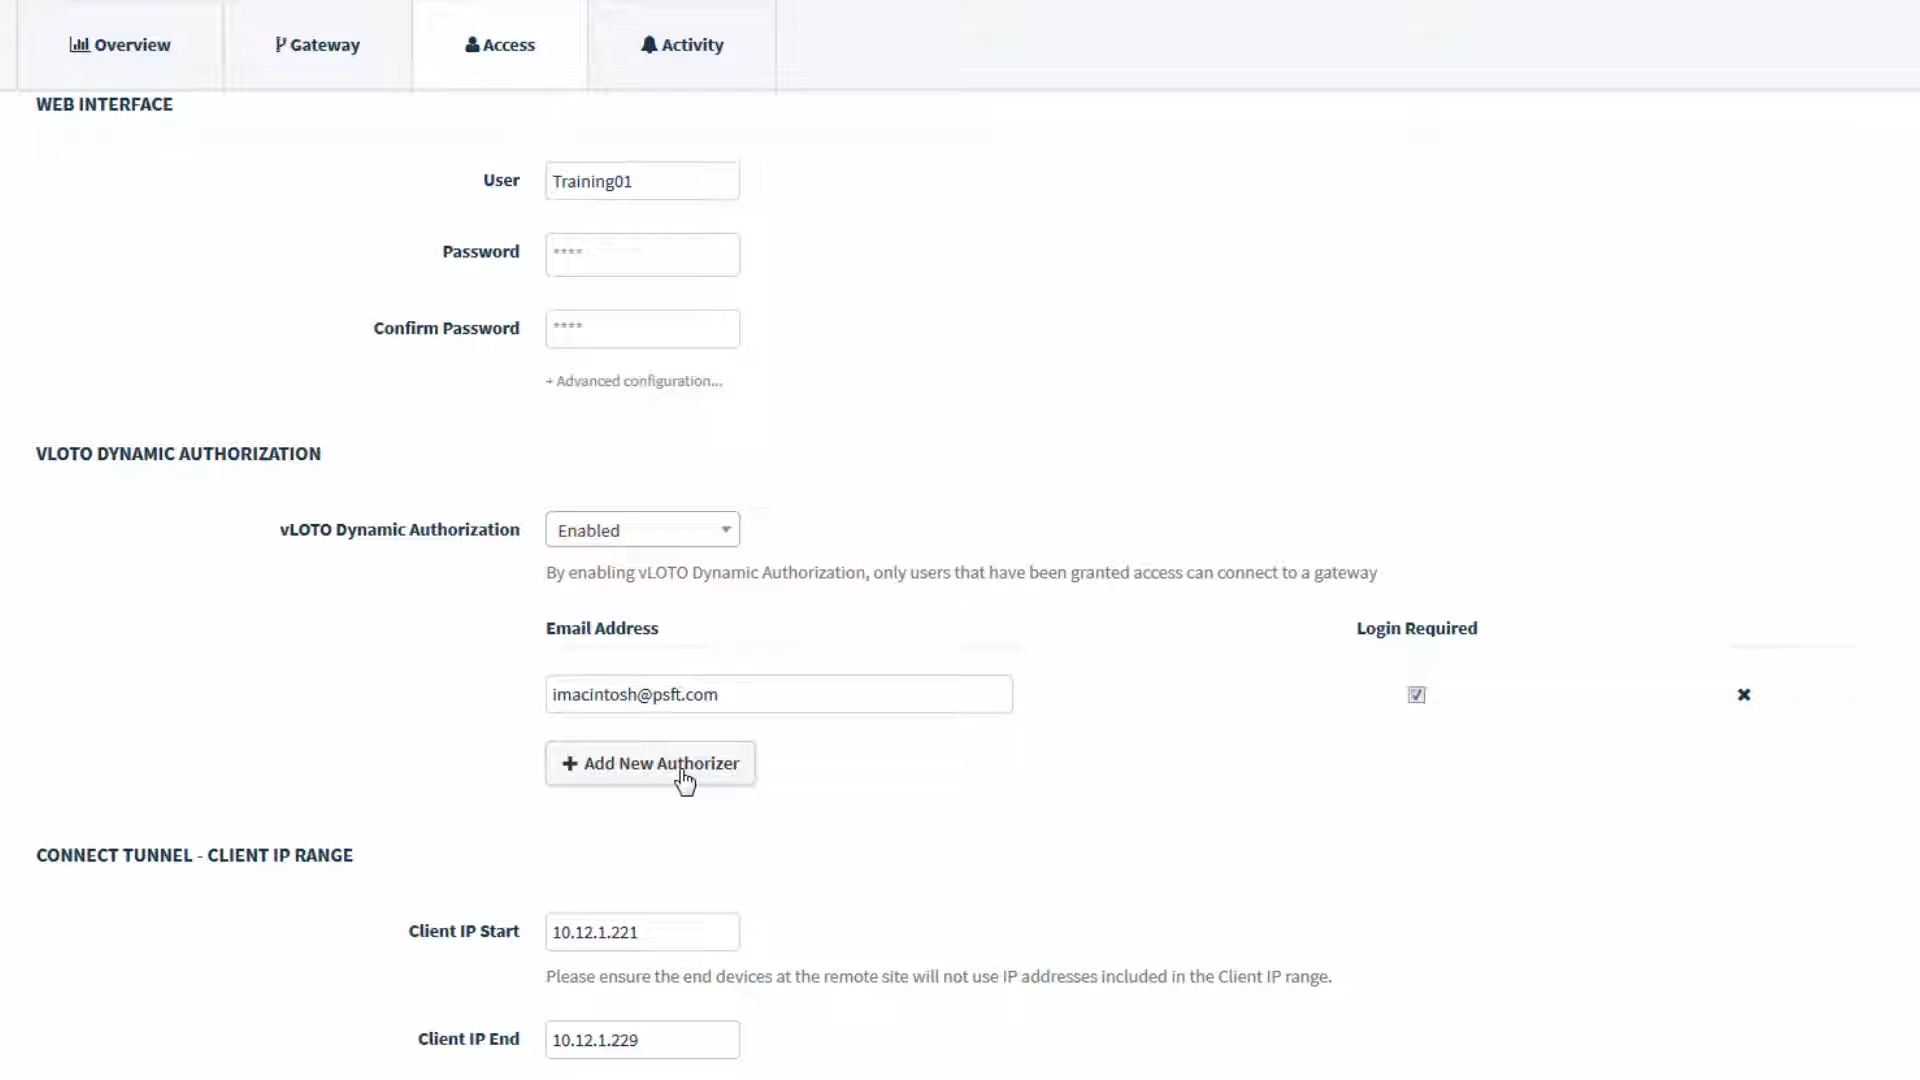 Overview
Gateway
Access
Activity
WEB INTERFACE
User
Training01
Password
****
Confirm Password
****
+ Advanced configuration...
VLOTO DYNAMIC AUTHORIZATION
vLOTO Dynamic Authorization
Enabled
By enabling vLOTO Dynamic Authorization, only users that have been granted access can connect to a gateway
Email Address
Login Required
imacintosh@psft.com
Add New Authorizer
CONNECT TUNNEL - CLIENT IP RANGE
Client IP Start
10.12.1.221
Please ensure the end devices at the remote site will not use IP addresses included in the Client IP range.
Client IP End
10.12.1.229